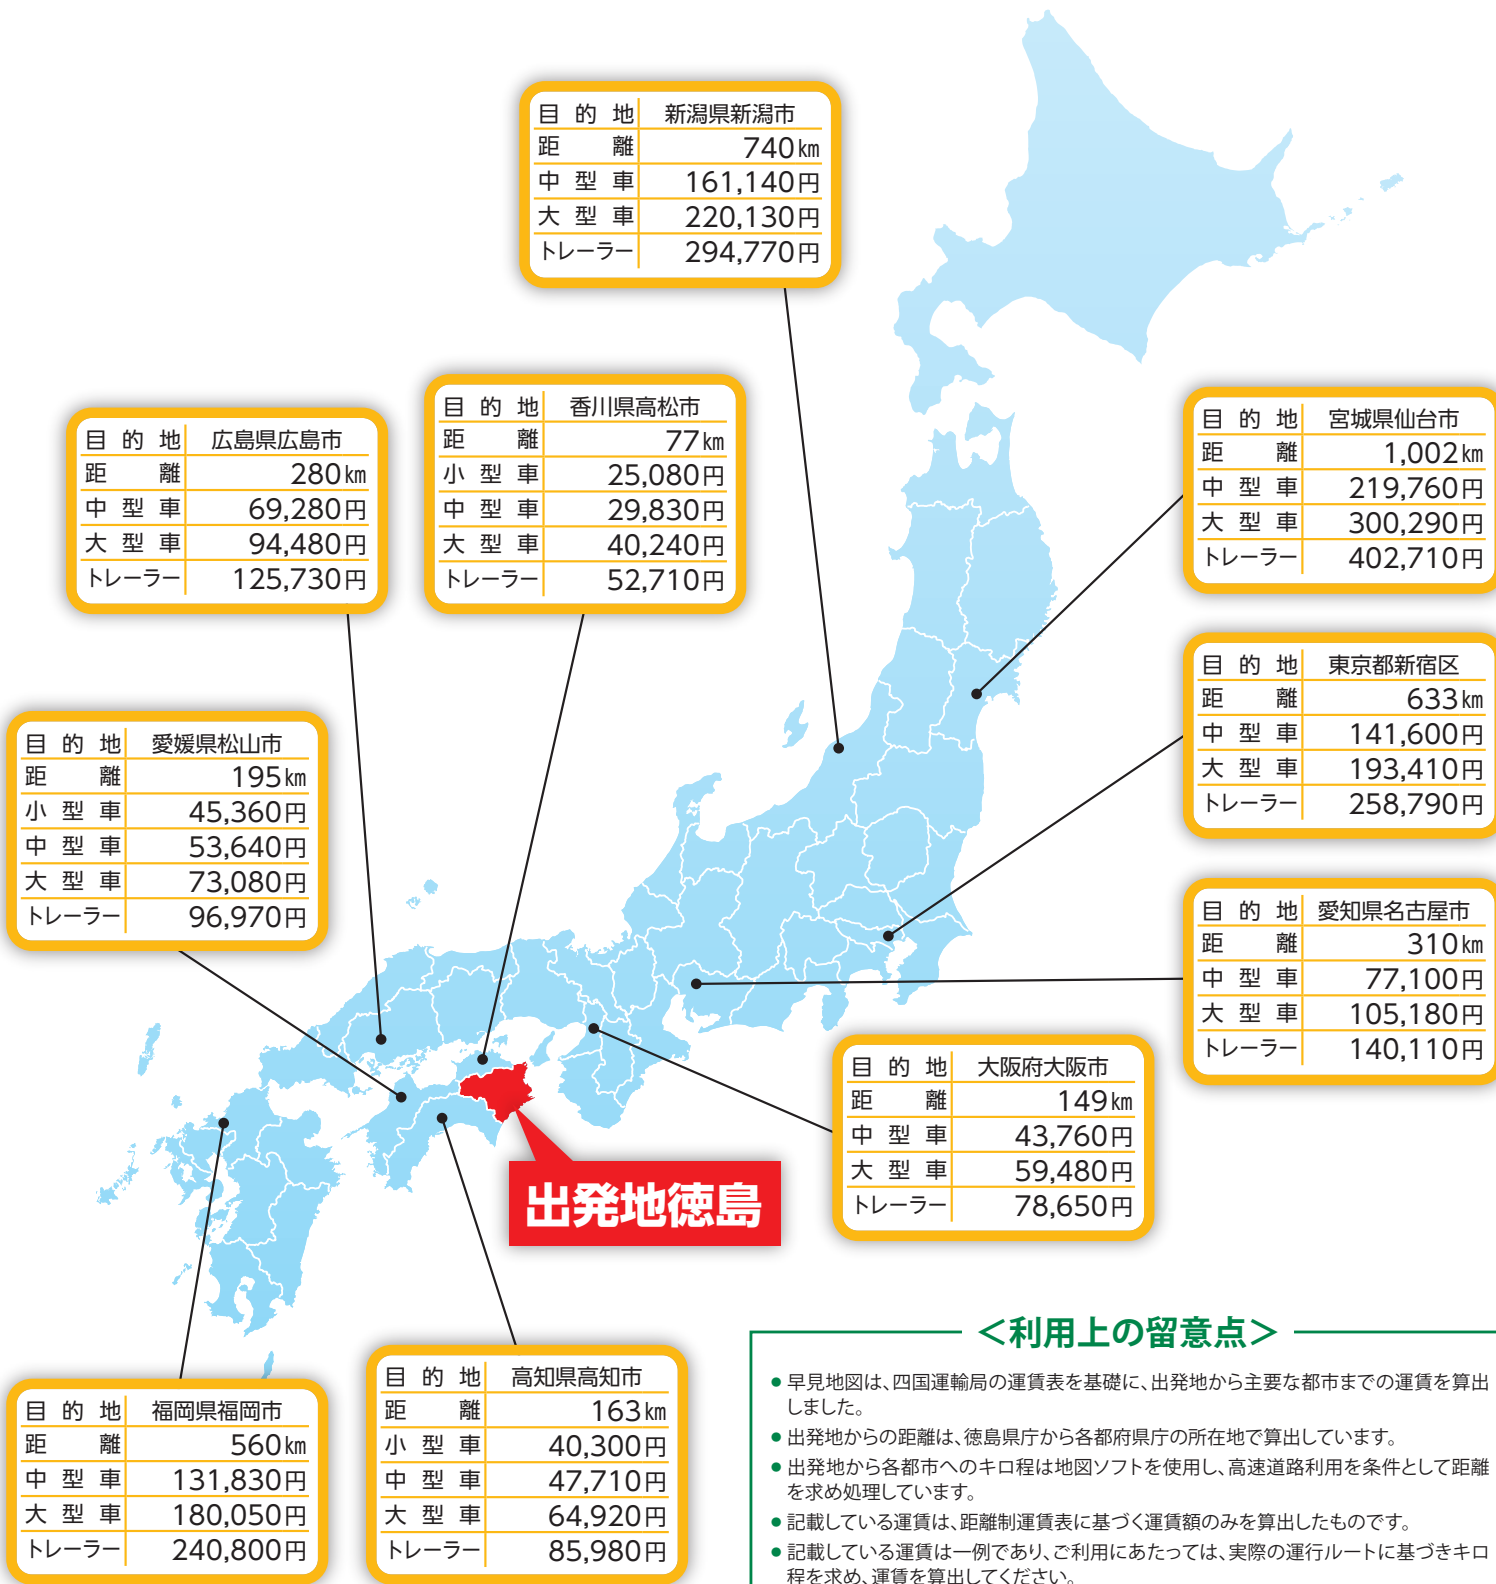 目的地 新潟県新潟市
距離 740km
中型車 161,140円
大型車 220,130円
トレーラー 294,770円
目的地 香川県高松市
距離 77km
小型車 25,080円
中型車 29,830円
大型車 40,240円
トレーラー 52,710円
目的地 広島県広島市
距離 280km
中型車 69,280円
大型車 94,480円
トレーラー 125,730円
目的地 宮城県仙台市
距離 1,002km
中型車 219,760円
大型車 300,290円
トレーラー 402,710円
目的地 東京都新宿区
距離 633km
中型車 141,600円
大型車 193,410円
トレーラー 258,790円
目的地 愛媛県松山市
距離 195km
小型車 45,360円
中型車 53,640円
大型車 73,080円
トレーラー 96,970円
目的地 愛知県名古屋市
距離 310km
中型車 77,100円
大型車 105,180円
トレーラー 140,110円
目的地 大阪府大阪市
距離 149km
中型車 43,760円
大型車 59,480円
トレーラー 78,650円
出発地徳島
目的地 福岡県福岡市
距離 560km
中型車 131,830円
大型車 180,050円
トレーラー 240,800円
目的地 高知県高知市
距離 163km
小型車 40,300円
中型車 47,710円
大型車 64,920円
トレーラー 85,980円
＜利用上の留意点＞
● 早見地図は、四国運輸局の運賃表を基礎に、出発地から主要な都市までの運賃を算出
しました。
● 出発地からの距離は、徳島県庁から各都府県庁の所在地で算出しています。
● 出発地から各都市へのキロ程は地図ソフトを使用し、高速道路利用を条件として距離
を求め処理しています。
● 記載している運賃は、距離制運賃表に基づく運賃額のみを算出したものです。
● 記載している運賃は一例であり、ご利用にあたっては、実際の運行ルートに基づきキロ
程を求め、運賃を算出してください。